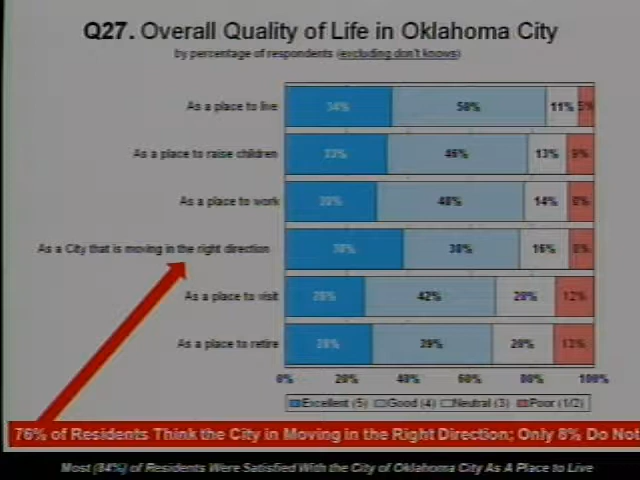 Q27. Overall Quality of Life in Oklahoma City
by percentage of respondents (excluding don't knows)
As a place to live 34% 50% 11% 5%
As a place to raise children 33% 46% 13% 9%
As a place to work 48% 14%
As a City that is moving in the right direction 38% 38% 16% 8%
As a place to visit 42% 20% 12%
As a place to retire 28% 39% 20% 13%
0% 20% 40% 60% 80% 100%
Excellent (5) Good (4) Neutral (3) Poor (1/2)
76% of Residents Think the City in Moving in the Right Direction; Only 8% Do Not
Most (84%) of Residents Were Satisfied With the City of Oklahoma City As A Place to Live